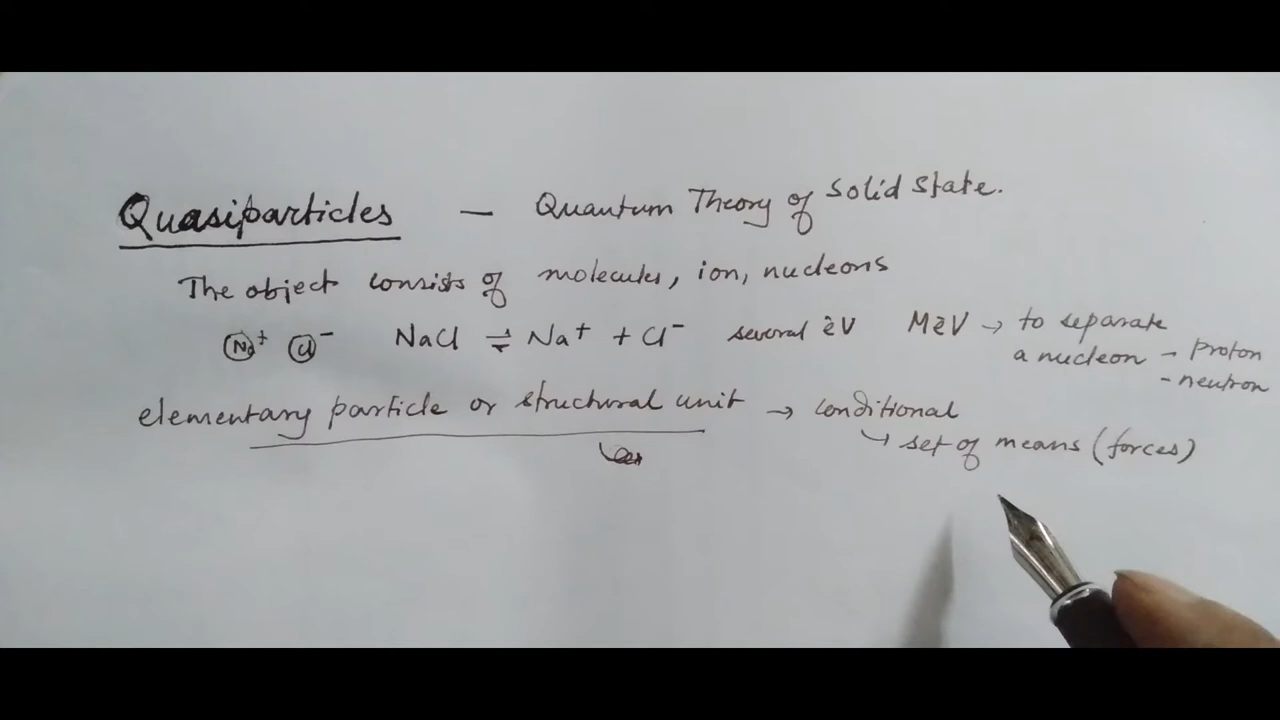 Quasiparticles — Quantum Theory of Solid State.
The object consists of molecules, ion, nucleons
Na+ Cl− NaCl ⇌ Na+ + Cl− several eV MeV → to separate
a nucleon - proton
- neutron
elementary particle or structural unit → conditional
↳ set of means (forces)